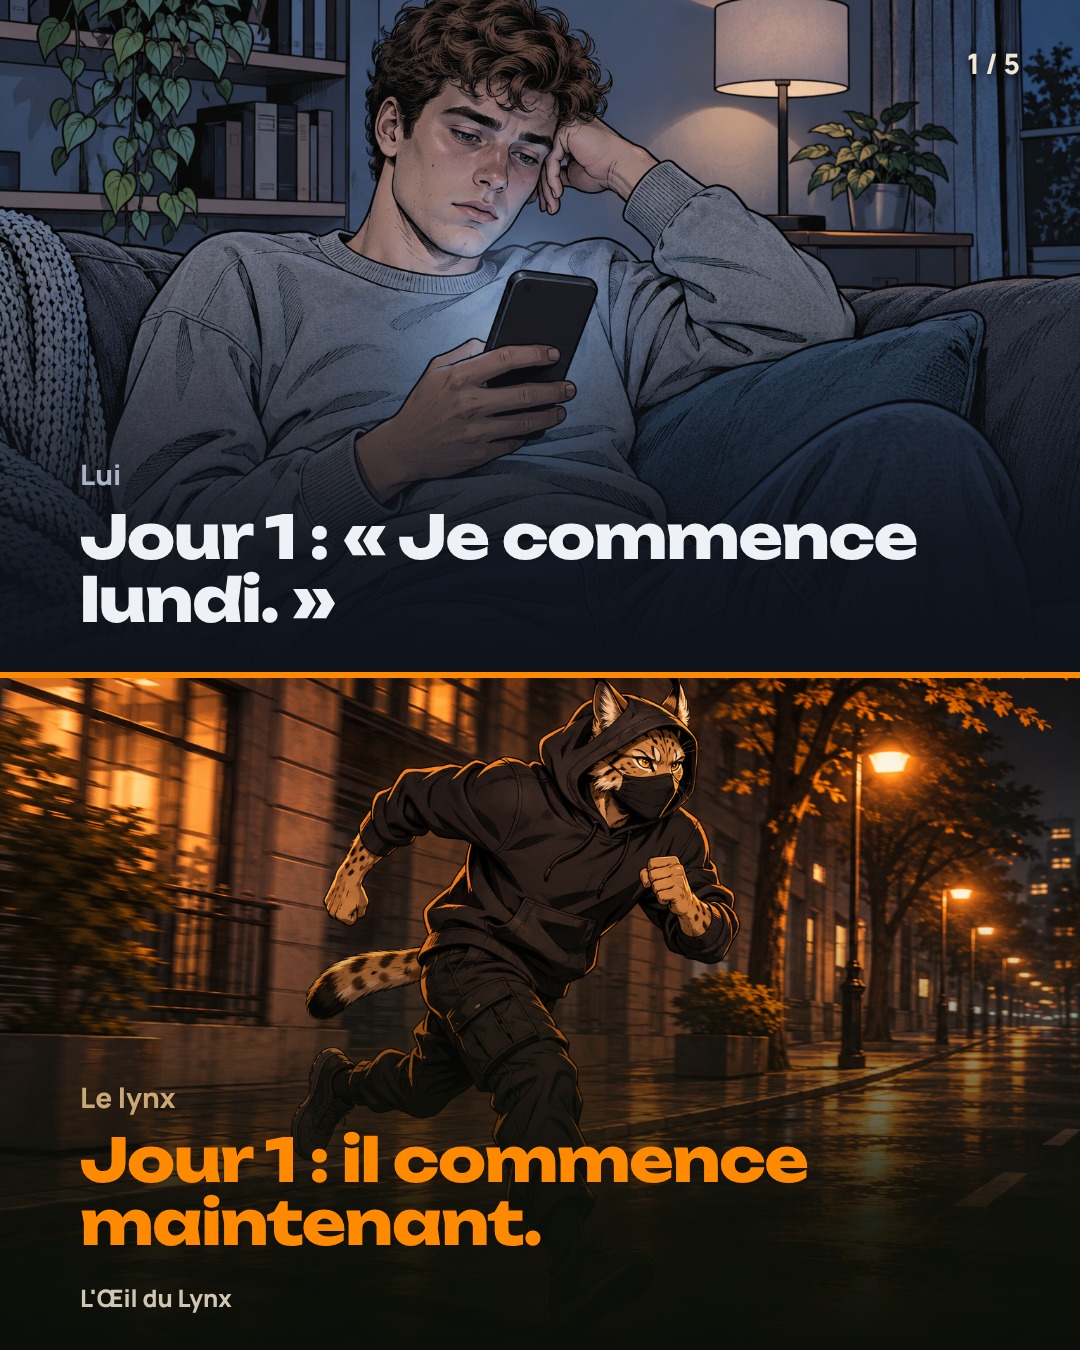 1 / 5
Lui
Jour 1 : « Je commence
lundi. »
Le lynx
Jour 1 : il commence
maintenant.
L'Œil du Lynx